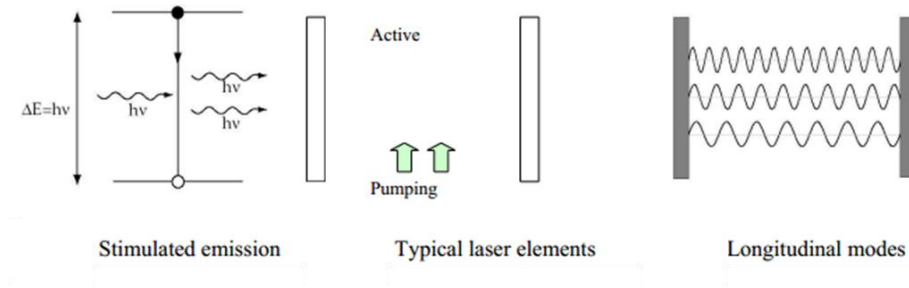 Active
hν
ΔE=hν
hν
hν
Pumping
Stimulated emission
Typical laser elements
Longitudinal modes